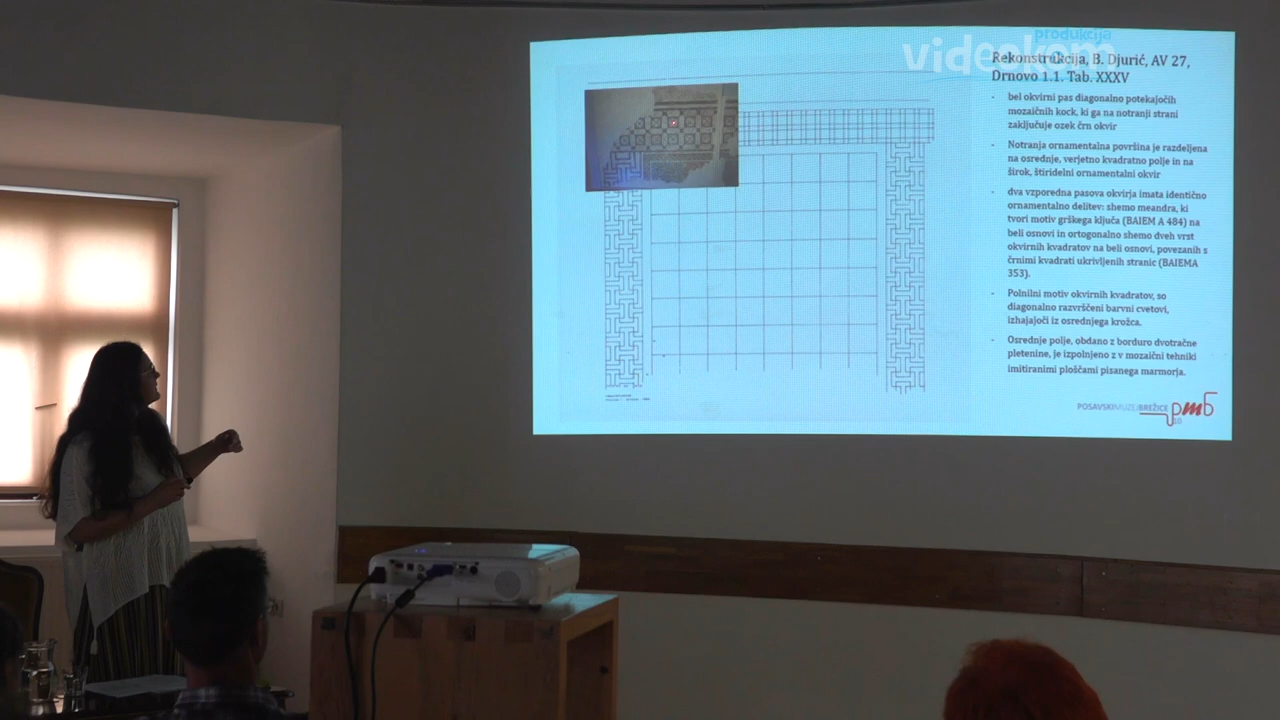 produkcija
videokom
Rekonstrukcija, B. Djurić, AV 27,
Drnovo 1.1. Tab. XXXV
- bel okvirni pas diagonalno potekajočih
mozaičnih kock, ki ga na notranji strani
zaključuje ozek črn okvir
- Notranja ornamentalna površina je razdeljena
na osrednje, verjetno kvadratno polje in na
širok, štiridelni ornamentalni okvir
- dva vzporedna pasova okvirja imata identično
ornamentalno delitev: shemo meandra, ki
tvori motiv grškega ključa (BAIEM A 484) na
beli osnovi in ortogonalno shemo dveh vrst
okvirnih kvadratov na beli osnovi, povezanih s
črnimi kvadrati ukrivljenih stranic (BAIEMA
353).
- Polnilni motiv okvirnih kvadratov, so
diagonalno razvrščeni barvni cvetovi,
izhajajoči iz osrednjega krožca.
- Osrednje polje, obdano z borduro dvotračne
pletenine, je izpolnjeno z v mozaični tehniki
imitiranimi ploščami pisanega marmorja.
POSAVSKIMUZEJBREŽICE pmb
10